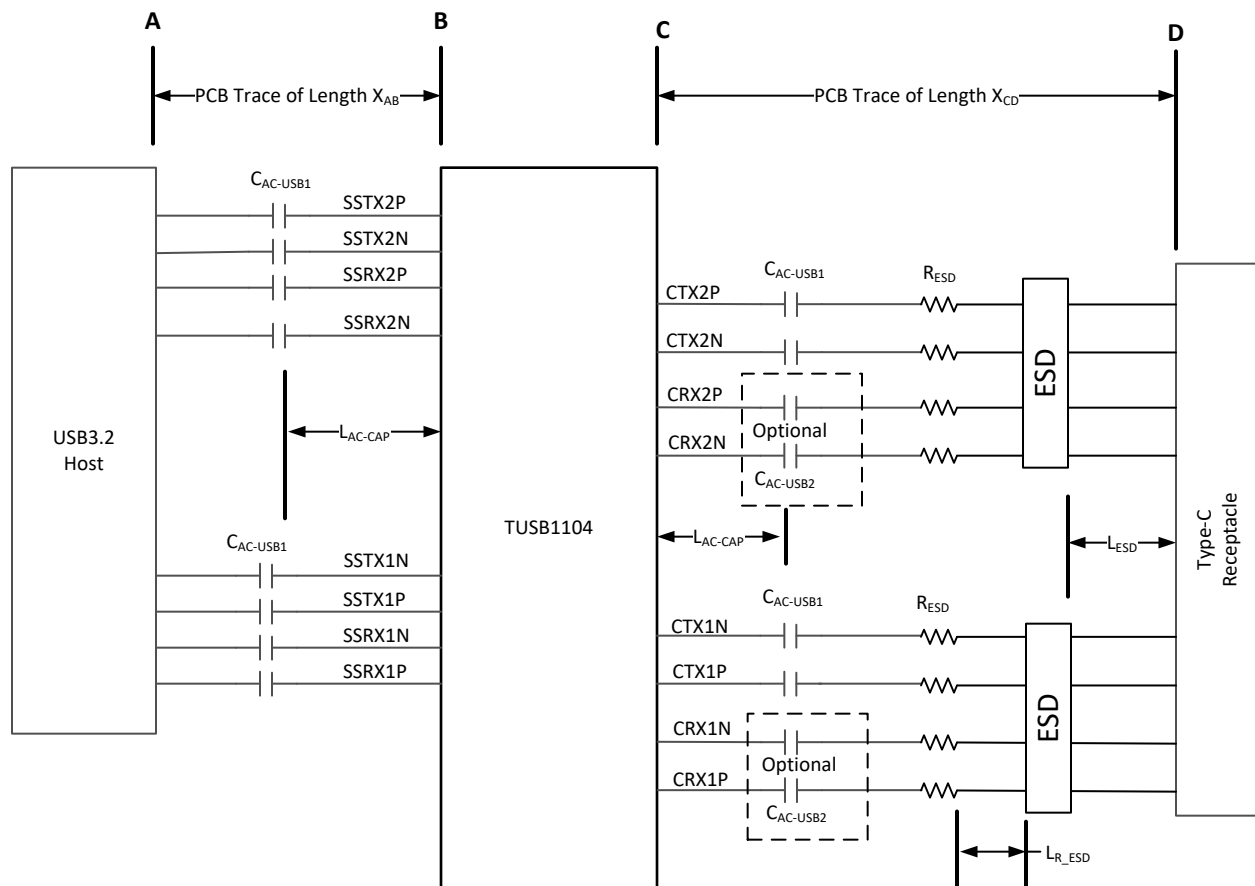 A
B
C
D
PCB Trace of Length XAB
PCB Trace of Length XCD
CAC-USB1
SSTX2P
SSTX2N
SSRX2P
SSRX2N
LAC-CAP
USB3.2
Host
CAC-USB1
SSTX1N
SSTX1P
SSRX1N
SSRX1P
TUSB1104
CAC-USB1
RESD
CTX2P
CTX2N
CRX2P
Optional
CRX2N
CAC-USB2
ESD
LAC-CAP
LESD
Type-C
Receptacle
CAC-USB1
RESD
CTX1N
CTX1P
CRX1N
Optional
CRX1P
CAC-USB2
ESD
LR_ESD